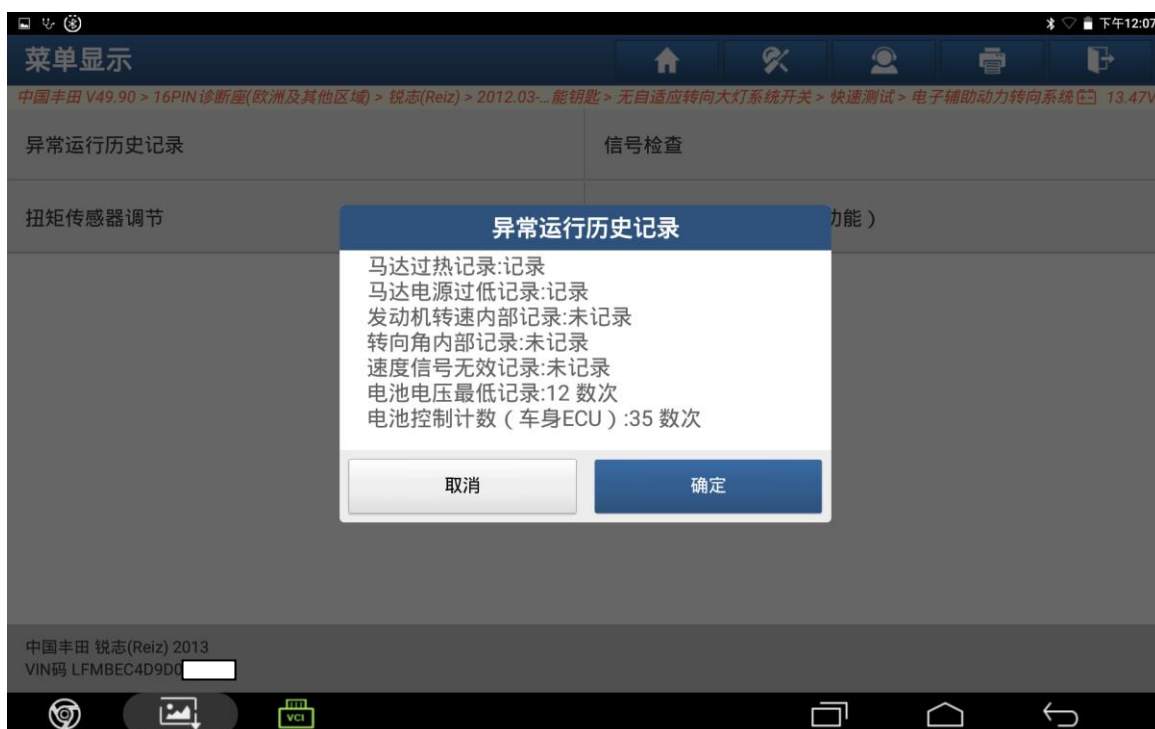 下午12:07
菜单显示
中国丰田 V49.90 > 16PIN诊断座(欧洲及其他区域) > 锐志(Reiz) > 2012.03-...能钥匙 > 无自适应转向大灯系统开关 > 快速测试 > 电子辅助动力转向系统 13.47V
异常运行历史记录
信号检查
扭矩传感器调节
功能）
异常运行历史记录
马达过热记录:记录
马达电源过低记录:记录
发动机转速内部记录:未记录
转向角内部记录:未记录
速度信号无效记录:未记录
电池电压最低记录:12 数次
电池控制计数（车身ECU）:35 数次
取消
确定
中国丰田 锐志(Reiz) 2013
VIN码 LFMBEC4D9D0
VCI